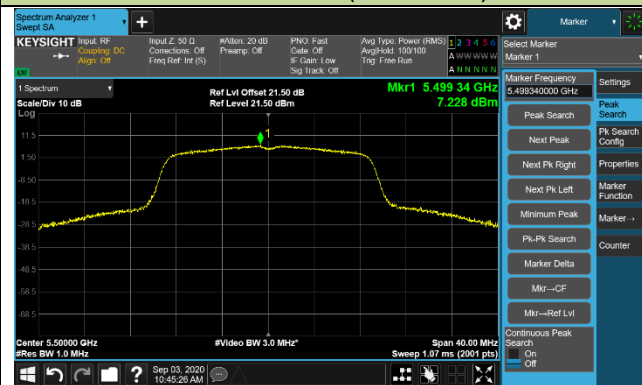 Spectrum Analyzer 1
Swept SA
Marker
KEYSIGHT
Input: RF
Coupling: DC
Align: Off
Input Z: 50 Ω
Corrections: Off
Freq Ref: Int (S)
#Atten: 20 dB
Preamp: Off
PNO: Fast
Gate: Off
IF Gain: Low
Sig Track: Off
Avg Type: Power (RMS)
Avg|Hold: 100/100
Trig: Free Run
1 2 3 4 5 6
A W W W W W
A N N N N N
LXI
Select Marker
Marker 1
1 Spectrum
Scale/Div 10 dB
Log
Ref Lvl Offset 21.50 dB
Ref Level 21.50 dBm
Mkr1 5.499 34 GHz
7.228 dBm
1
11.5
1.50
-8.50
-18.5
-28.5
-38.5
-48.5
-58.5
-68.5
Center 5.50000 GHz
#Res BW 1.0 MHz
#Video BW 3.0 MHz*
Span 40.00 MHz
Sweep 1.07 ms (2001 pts)
Marker Frequency
5.499340000 GHz
Peak Search
Next Peak
Next Pk Right
Next Pk Left
Minimum Peak
Pk-Pk Search
Marker Delta
Mkr→CF
Mkr→Ref Lvl
Continuous Peak
Search
On
Off
Settings
Peak
Search
Pk Search
Config
Properties
Marker
Function
Marker→
Counter
Sep 03, 2020
10:45:26 AM